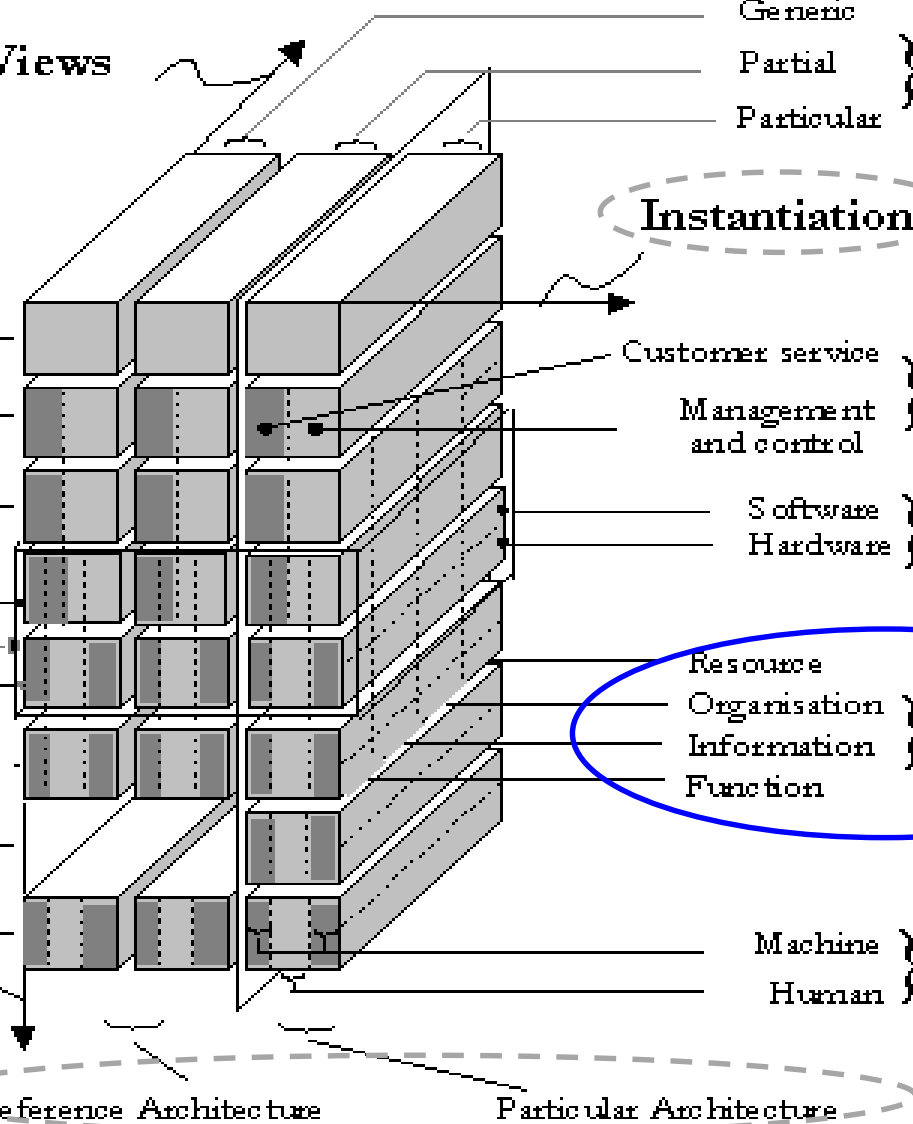 Generic
Views
Partial
Particular
Instantiation
Customer service
Management
and control
Software
Hardware
Resource
Organisation
Information
Function
Machine
Human
eference Architecture
Particular Architecture